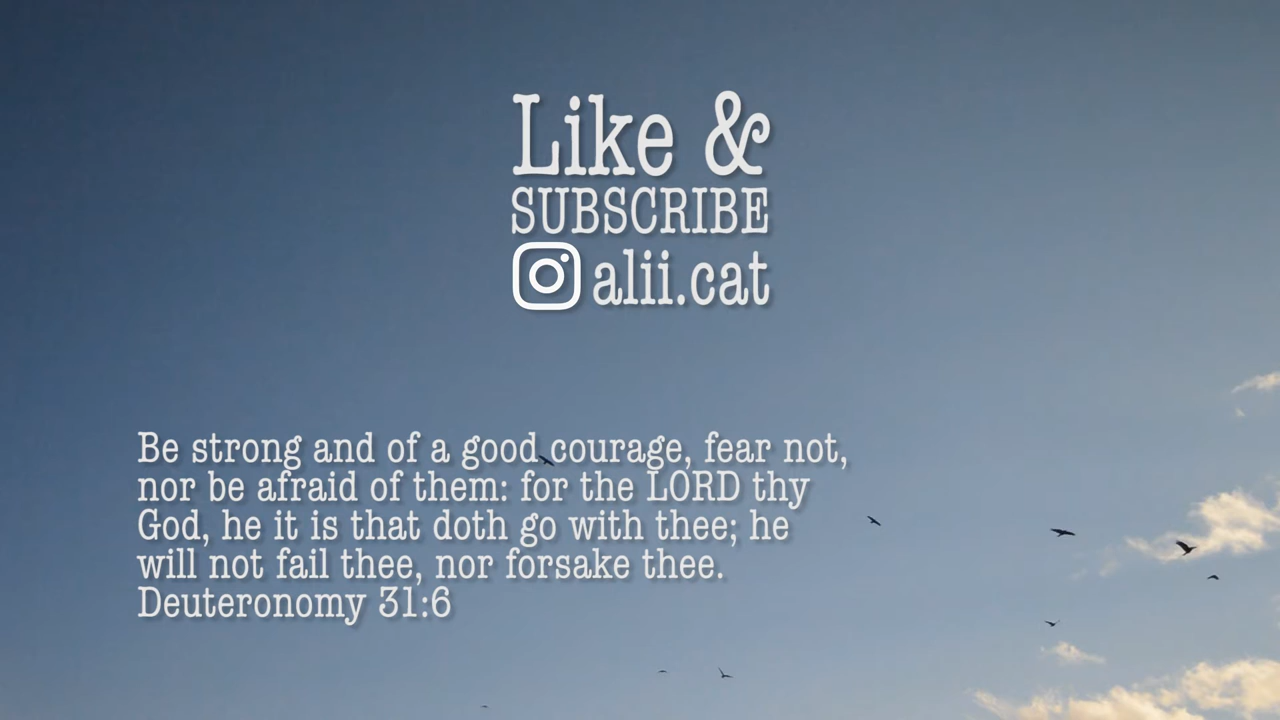 Like &
SUBSCRIBE
alii.cat
Be strong and of a good courage, fear not,
nor be afraid of them: for the LORD thy
God, he it is that doth go with thee; he
will not fail thee, nor forsake thee.
Deuteronomy 31:6